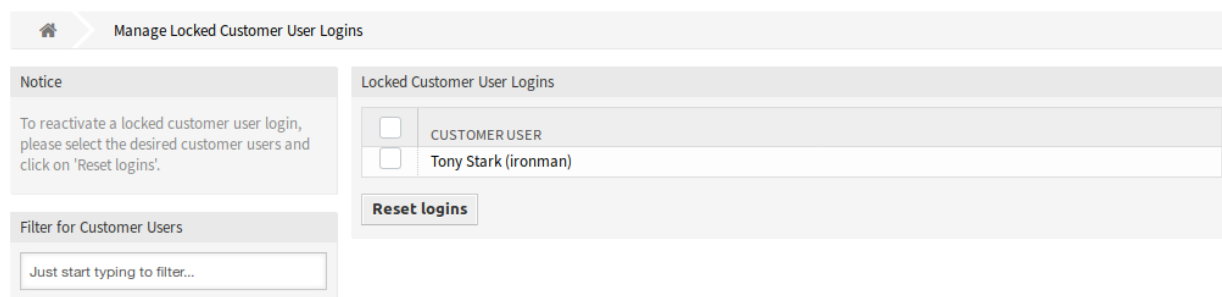 Manage Locked Customer User Logins
Notice
To reactivate a locked customer user login,
please select the desired customer users and
click on 'Reset logins'.
Filter for Customer Users
Just start typing to filter...
Locked Customer User Logins
CUSTOMER USER
Tony Stark (ironman)
Reset logins